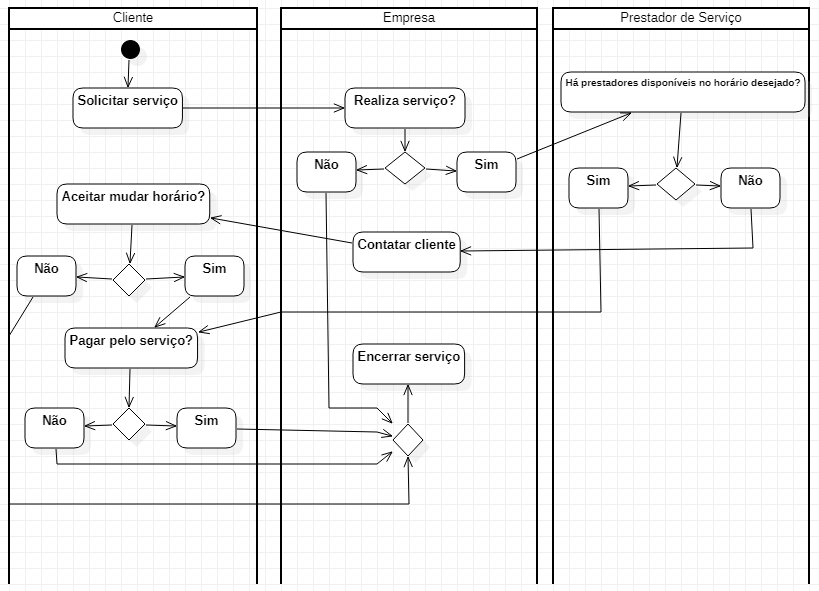 Cliente
Empresa
Prestador de Serviço
Solicitar serviço
Realiza serviço?
Há prestadores disponíveis no horário desejado?
Não
Sim
Sim
Não
Aceitar mudar horário?
Contatar cliente
Não
Sim
Pagar pelo serviço?
Encerrar serviço
Não
Sim